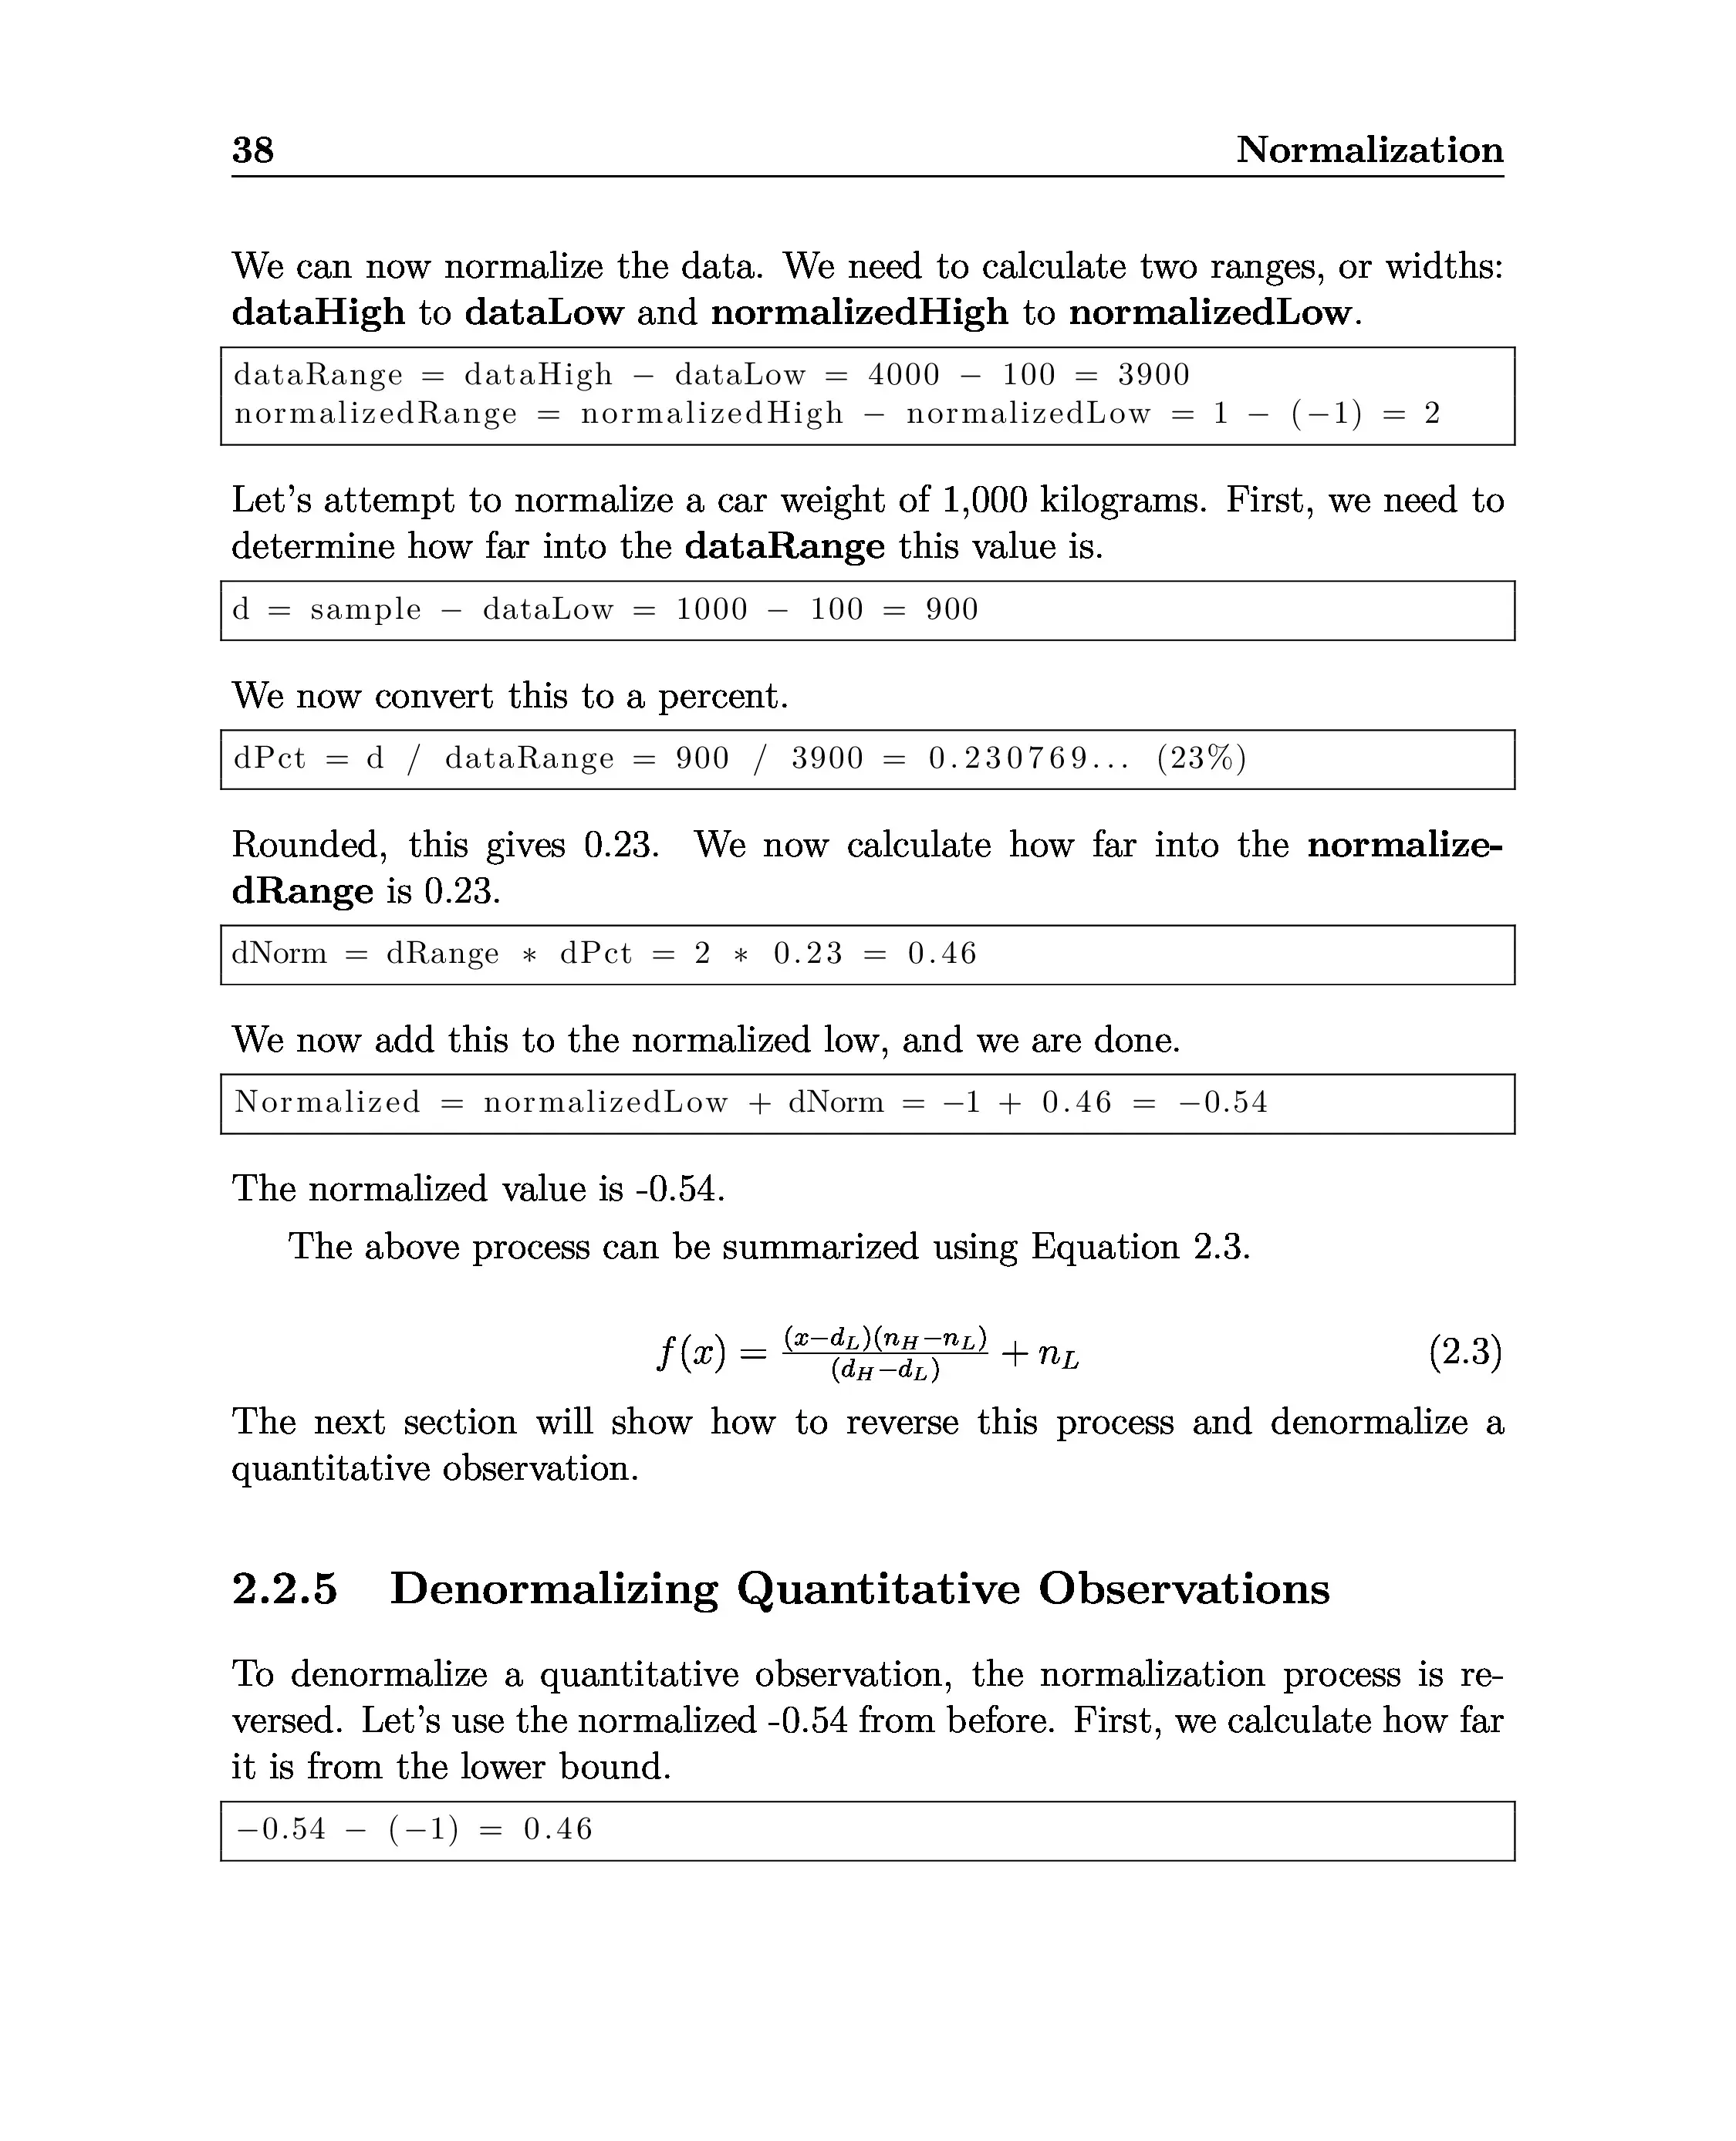 38 Normalization
We can now normalize the data. We need to calculate two ranges, or widths:
dataHigh to dataLow and normalizedHigh to normalizedLow.
dataRange = dataHigh − dataLow = 4000 − 100 = 3900
normalizedRange = normalizedHigh − normalizedLow = 1 − (−1) = 2
Let's attempt to normalize a car weight of 1,000 kilograms. First, we need to
determine how far into the dataRange this value is.
d = sample − dataLow = 1000 − 100 = 900
We now convert this to a percent.
dPct = d / dataRange = 900 / 3900 = 0.230769... (23%)
Rounded, this gives 0.23. We now calculate how far into the normalize-
dRange is 0.23.
dNorm = dRange * dPct = 2 * 0.23 = 0.46
We now add this to the normalized low, and we are done.
Normalized = normalizedLow + dNorm = −1 + 0.46 = −0.54
The normalized value is -0.54.
The above process can be summarized using Equation 2.3.
f(x) = (x−d_L)(n_H−n_L) / (d_H−d_L) + n_L (2.3)
The next section will show how to reverse this process and denormalize a
quantitative observation.
2.2.5 Denormalizing Quantitative Observations
To denormalize a quantitative observation, the normalization process is re-
versed. Let's use the normalized -0.54 from before. First, we calculate how far
it is from the lower bound.
−0.54 − (−1) = 0.46